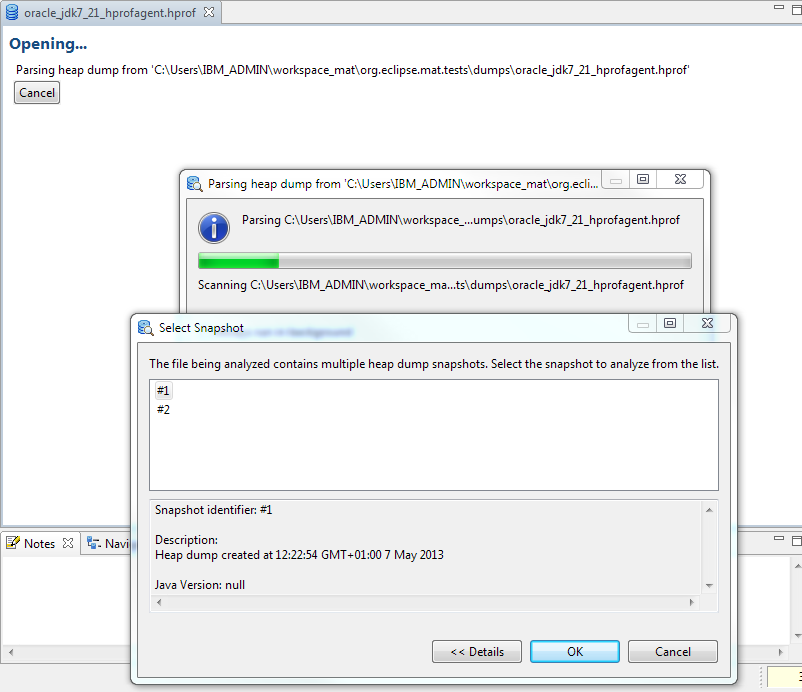 oracle_jdk7_21_hprofagent.hprof
Opening...
Parsing heap dump from 'C:\Users\IBM_ADMIN\workspace_mat\org.eclipse.mat.tests\dumps\oracle_jdk7_21_hprofagent.hprof'
Cancel
Parsing heap dump from 'C:\Users\IBM_ADMIN\workspace_mat\org.ecli...
Parsing C:\Users\IBM_ADMIN\workspace_...umps\oracle_jdk7_21_hprofagent.hprof
Scanning C:\Users\IBM_ADMIN\workspace_ma...ts\dumps\oracle_jdk7_21_hprofagent.hprof
Select Snapshot
The file being analyzed contains multiple heap dump snapshots. Select the snapshot to analyze from the list.
#1
#2
Snapshot identifier: #1
Description:
Heap dump created at 12:22:54 GMT+01:00 7 May 2013
Java Version: null
Notes
Navi
<< Details
OK
Cancel